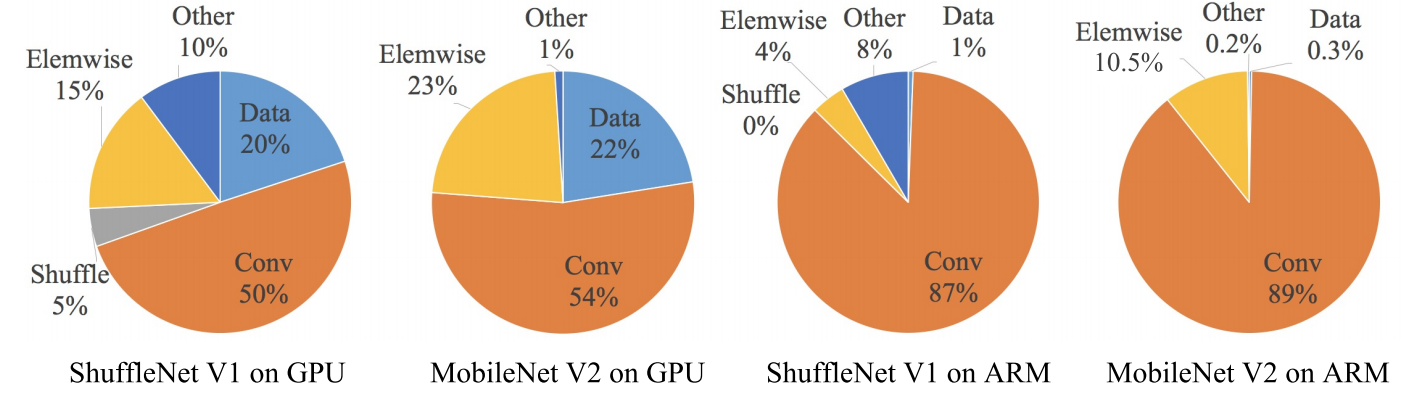 Other
10%
Elemwise
15%
Data
20%
Conv
50%
Shuffle
5%
ShuffleNet V1 on GPU
Other
1%
Elemwise
23%
Data
22%
Conv
54%
MobileNet V2 on GPU
Elemwise
4%
Other
8%
Data
1%
Shuffle
0%
Conv
87%
ShuffleNet V1 on ARM
Elemwise
10.5%
Other
0.2%
Data
0.3%
Conv
89%
MobileNet V2 on ARM